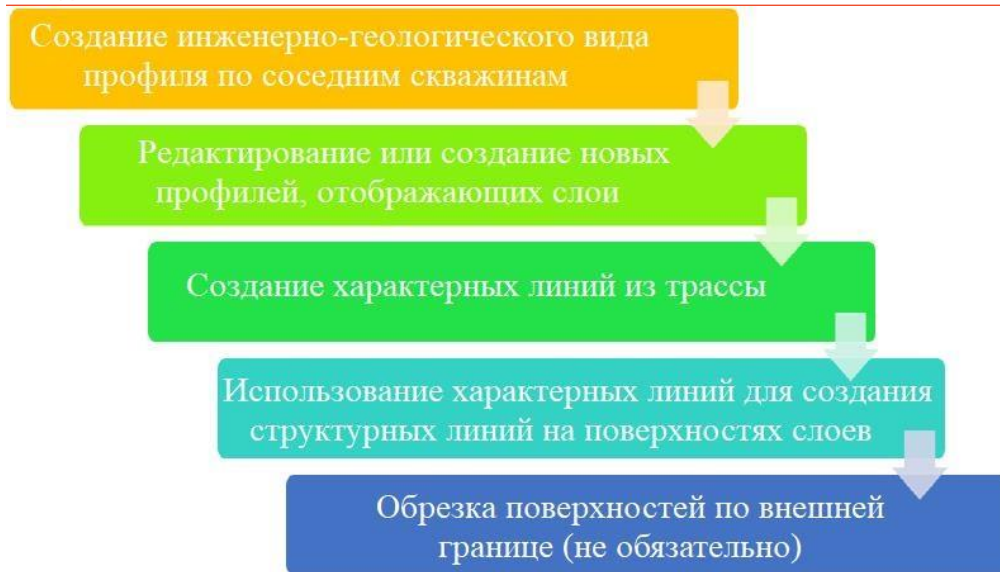 Создание инженерно-геологического вида
профиля по соседним скважинам
Редактирование или создание новых
профилей, отображающих слои
Создание характерных линий из трассы
Использование характерных линий для создания
структурных линий на поверхностях слоев
Обрезка поверхностей по внешней
границе (не обязательно)